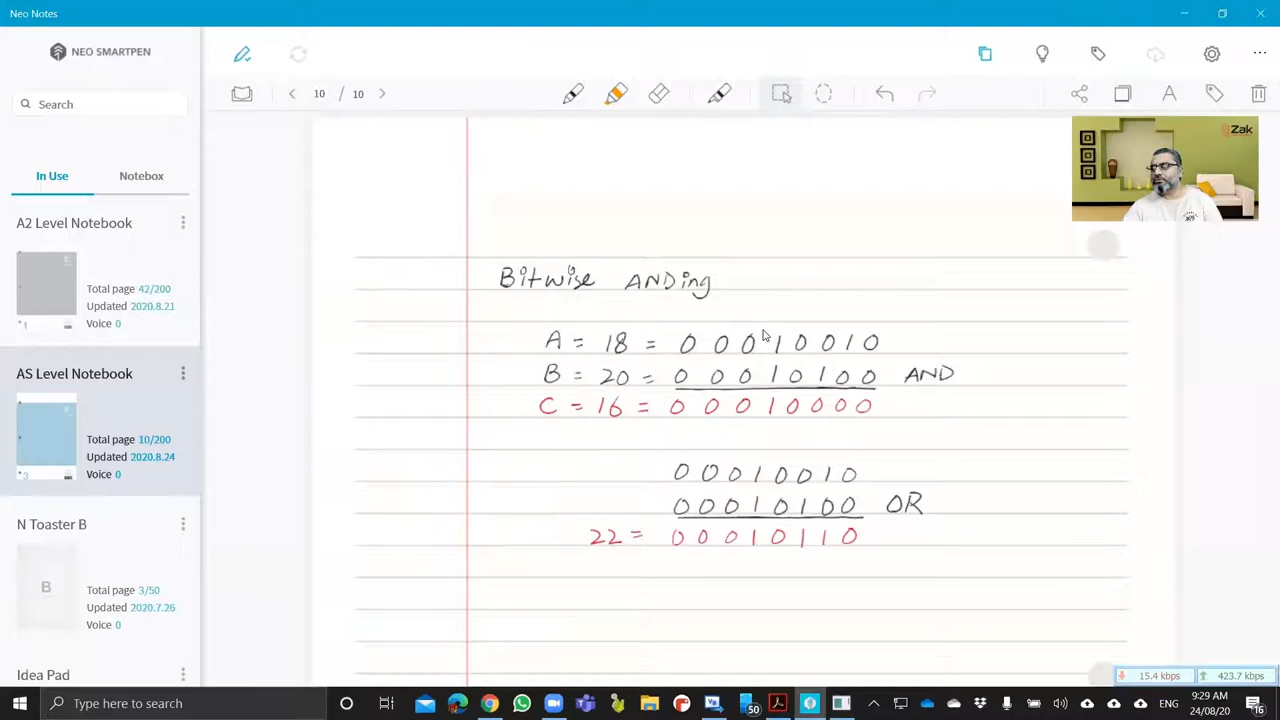 Neo Notes
NEO SMARTPEN
Search
10 / 10
In Use Notebox
A2 Level Notebook
Total page 42/200
Updated 2020.8.21
Voice 0
AS Level Notebook
Total page 10/200
Updated 2020.8.24
Voice 0
N Toaster B
B
Total page 3/50
Updated 2020.7.26
Voice 0
Idea Pad
Zak
Bitwise ANDing
A = 18 = 0 0 0 1 0 0 1 0
B = 20 = 0 0 0 1 0 1 0 0 AND
C = 16 = 0 0 0 1 0 0 0 0
0 0 0 1 0 0 1 0
0 0 0 1 0 1 0 0 OR
22 = 0 0 0 1 0 1 1 0
15.4 kbps 423.7 kbps
Type here to search
50
ENG
9:29 AM
24/08/20
16